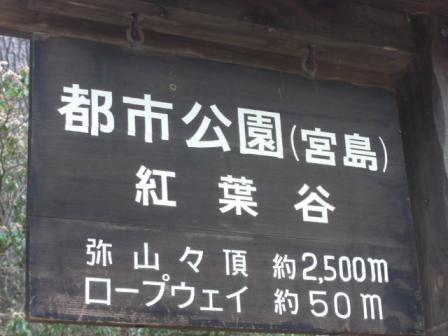 都市公園(宮島)
紅葉谷
弥山々頂 約2,500m
ロープウェイ 約50m